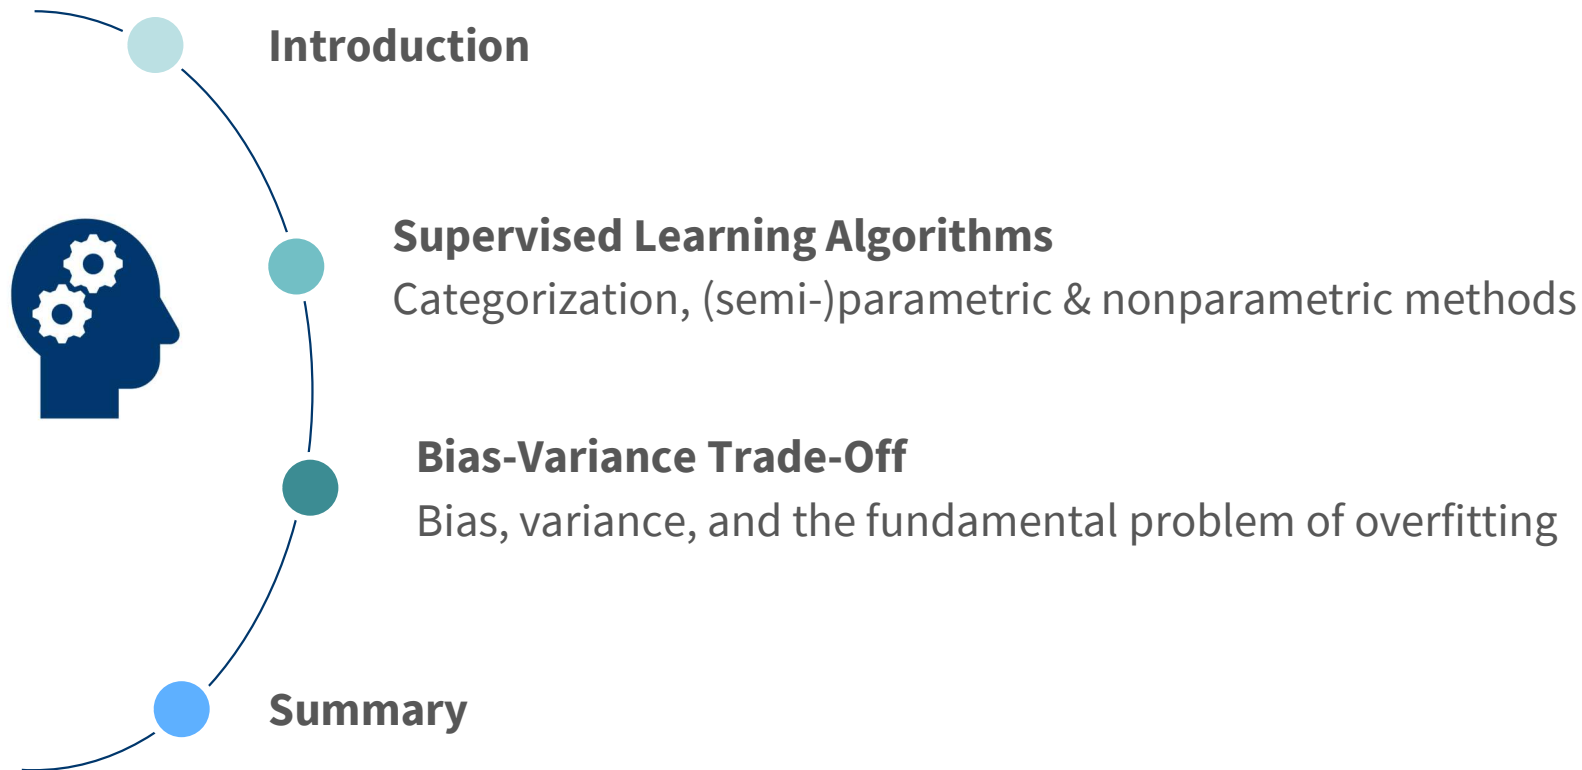 Introduction
Supervised Learning Algorithms
Categorization, (semi-)parametric & nonparametric methods
Bias-Variance Trade-Off
Bias, variance, and the fundamental problem of overfitting
Summary